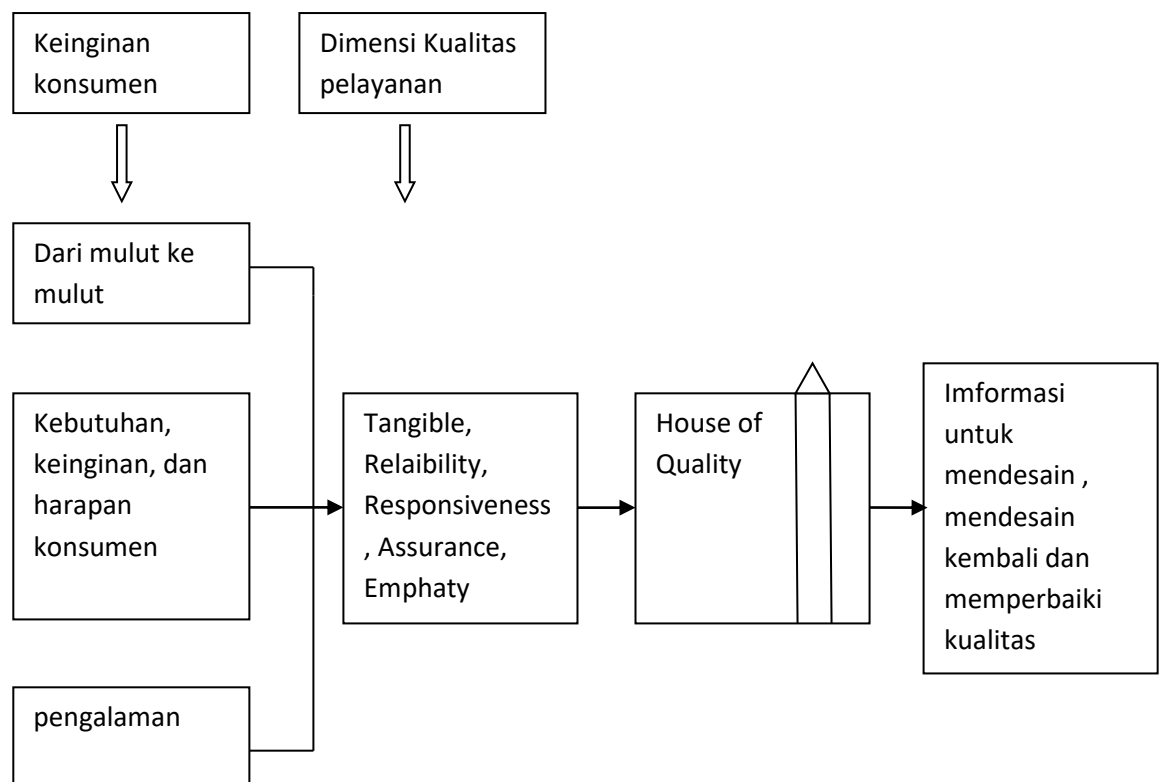 Keinginan
konsumen
Dimensi Kualitas
pelayanan
Dari mulut ke
mulut
Kebutuhan,
keinginan, dan
harapan
konsumen
Tangible,
Relaibility,
Responsiveness
, Assurance,
Emphaty
House of
Quality
Imformasi
untuk
mendesain ,
mendesain
kembali dan
memperbaiki
kualitas
pengalaman